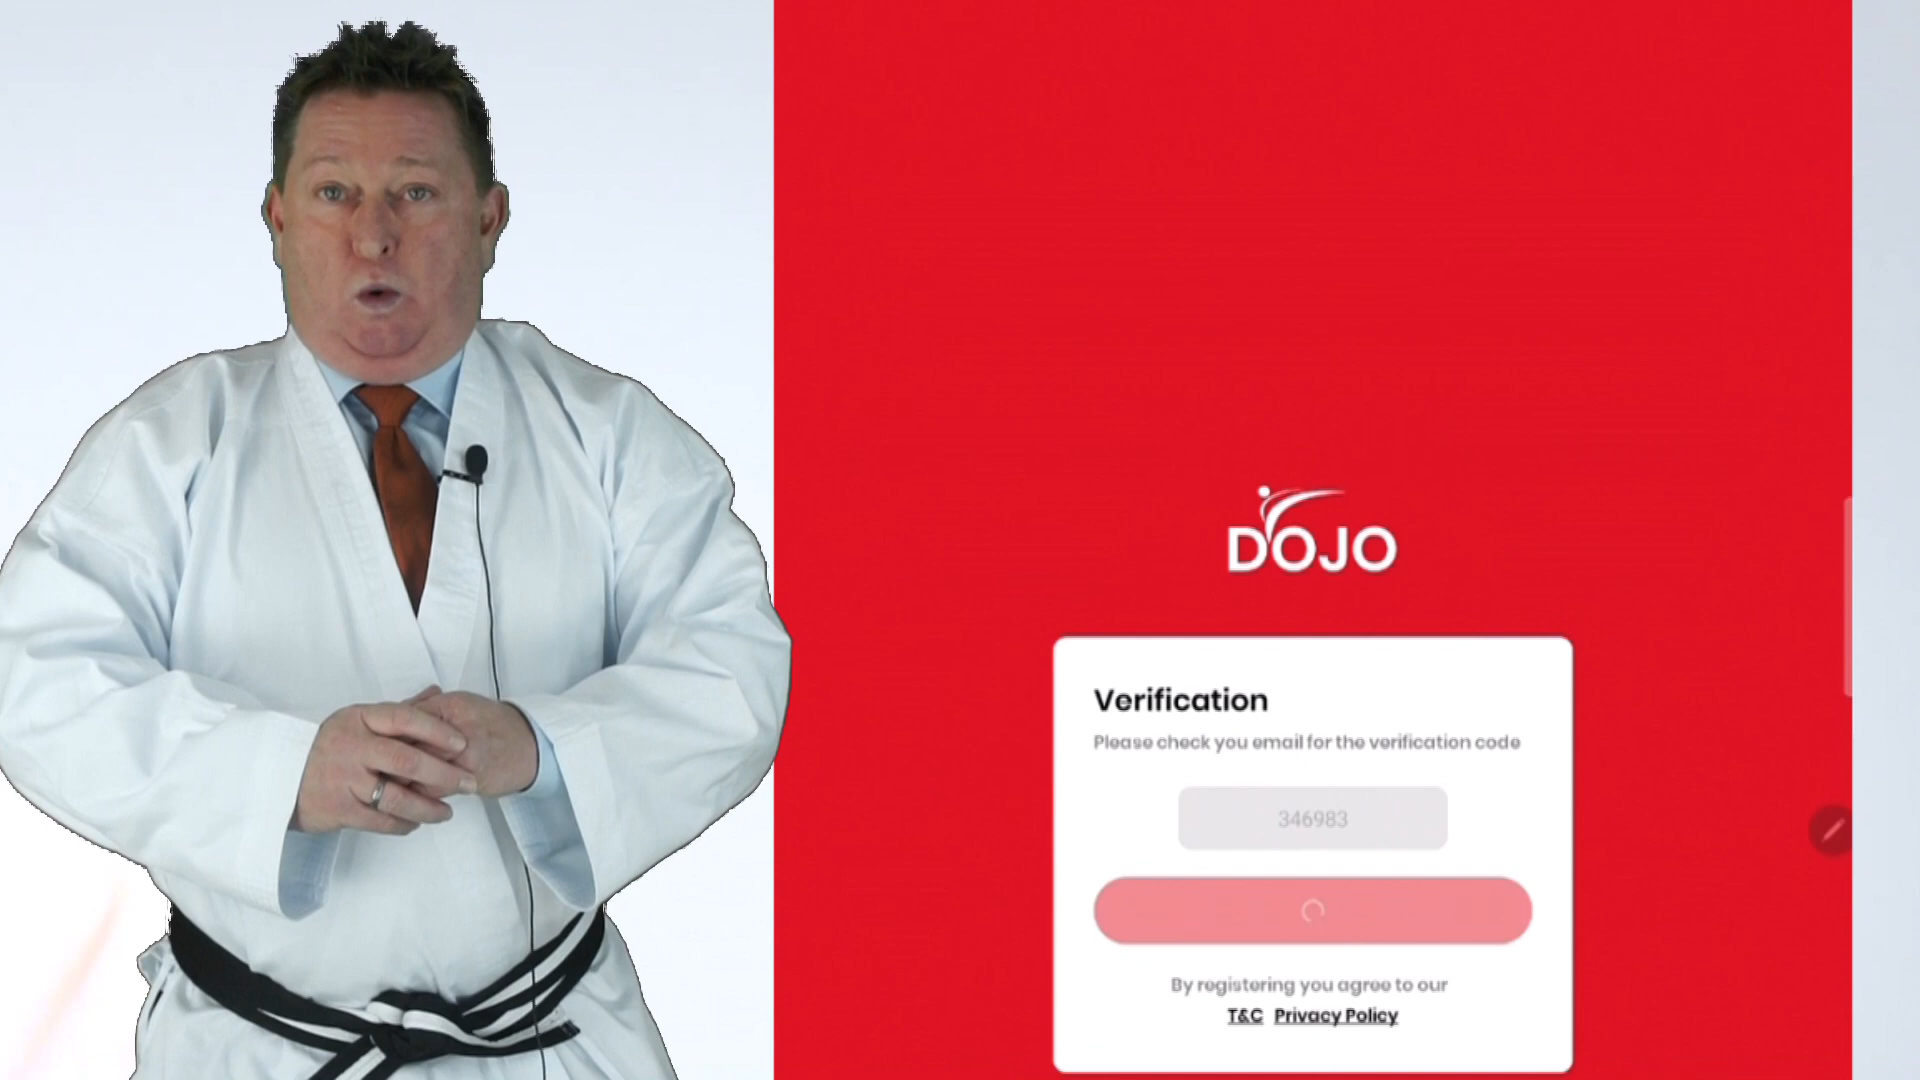 DOJO
Verification
Please check you email for the verification code
346983
By registering you agree to our
T&C Privacy Policy